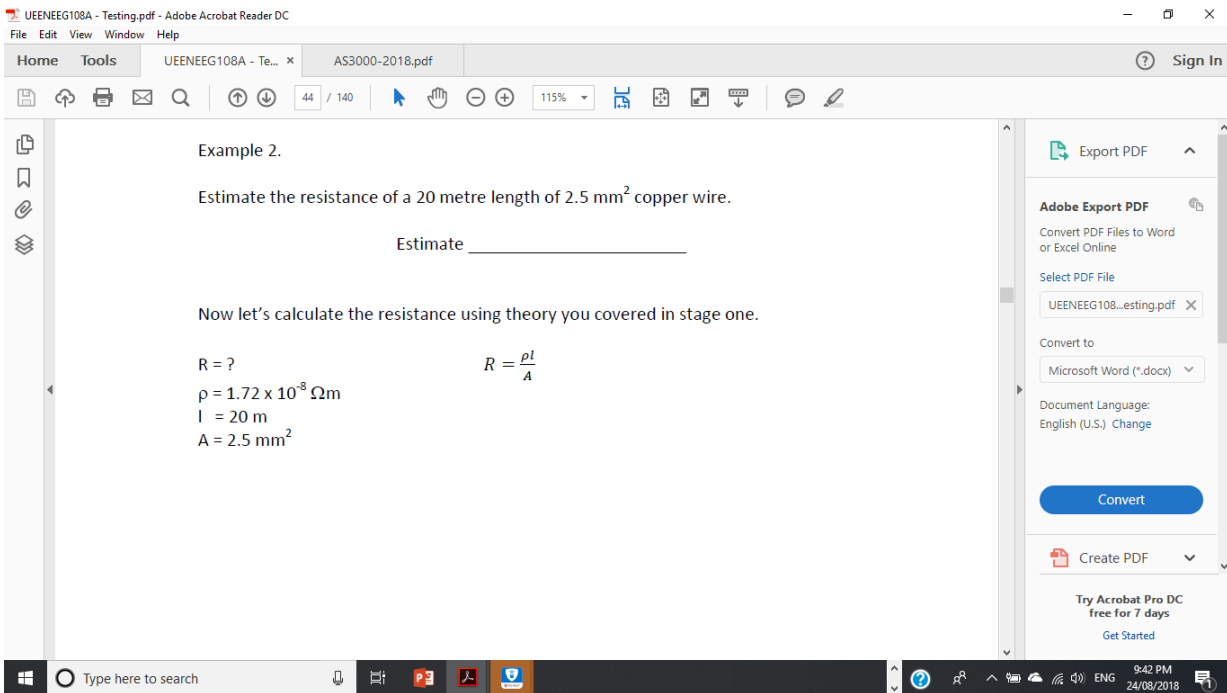 UEENEEG108A - Testing.pdf - Adobe Acrobat Reader DC
File Edit View Window Help
Home Tools UEENEEG108A - Te... × AS3000-2018.pdf ? Sign In
44 / 140 115%
Example 2.
Estimate the resistance of a 20 metre length of 2.5 mm² copper wire.
Estimate ______________________
Now let's calculate the resistance using theory you covered in stage one.
R = ? R = ρl/A
ρ = 1.72 x 10⁻⁸ Ωm
l = 20 m
A = 2.5 mm²
Export PDF
Adobe Export PDF
Convert PDF Files to Word
or Excel Online
Select PDF File
UEENEEG108...esting.pdf ×
Convert to
Microsoft Word (*.docx)
Document Language:
English (U.S.) Change
Convert
Create PDF
Try Acrobat Pro DC
free for 7 days
Get Started
Type here to search
ENG
9:42 PM
24/08/2018
1